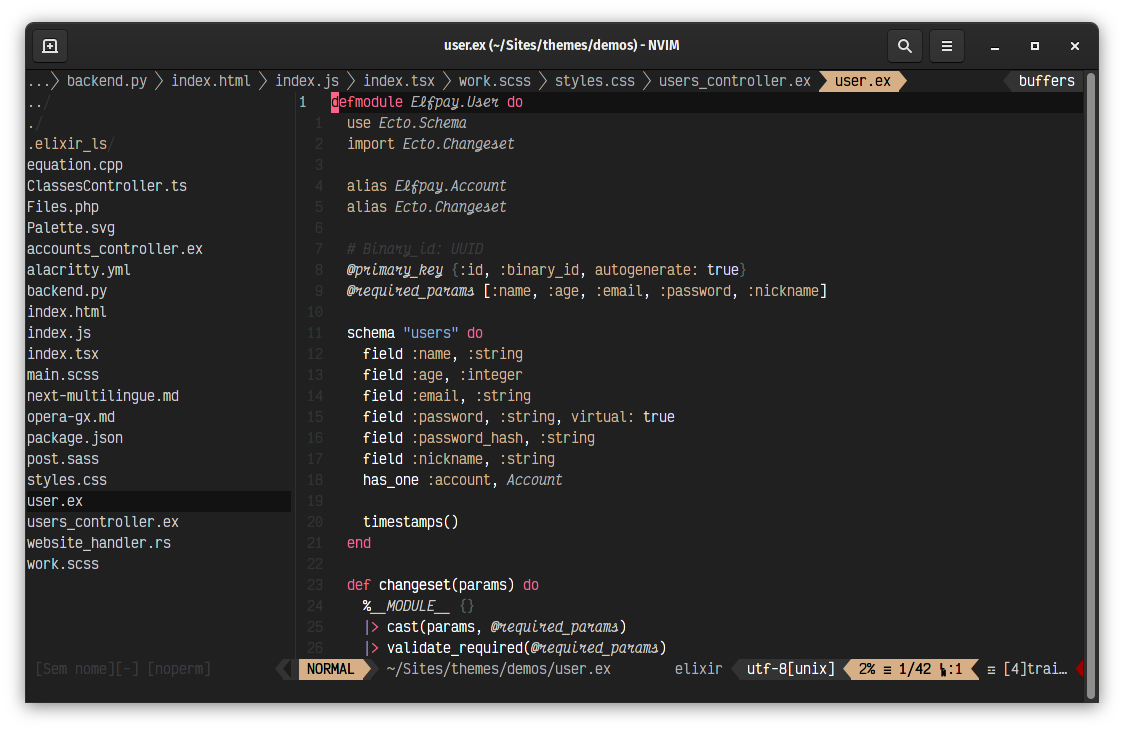 user.ex (~/Sites/themes/demos) - NVIM
...> backend.py > index.html > index.js > index.tsx > work.scss > styles.css > users_controller.ex user.ex buffers
../
./
.elixir_ls/
equation.cpp
ClassesController.ts
Files.php
Palette.svg
accounts_controller.ex
alacritty.yml
backend.py
index.html
index.js
index.tsx
main.scss
next-multilingue.md
opera-gx.md
package.json
post.sass
styles.css
user.ex
users_controller.ex
website_handler.rs
work.scss
1 defmodule Elfpay.User do
1 use Ecto.Schema
2 import Ecto.Changeset
3
4 alias Elfpay.Account
5 alias Ecto.Changeset
6
7 # Binary_id: UUID
8 @primary_key {:id, :binary_id, autogenerate: true}
9 @required_params [:name, :age, :email, :password, :nickname]
10
11 schema "users" do
12 field :name, :string
13 field :age, :integer
14 field :email, :string
15 field :password, :string, virtual: true
16 field :password_hash, :string
17 field :nickname, :string
18 has_one :account, Account
19
20 timestamps()
21 end
22
23 def changeset(params) do
24 %__MODULE__ {}
25 |> cast(params, @required_params)
26 |> validate_required(@required_params)
[Sem nome][-] [noperm] NORMAL ~/Sites/themes/demos/user.ex elixir utf-8[unix] 2% ≡ 1/42 :1 ☲ [4]trai…